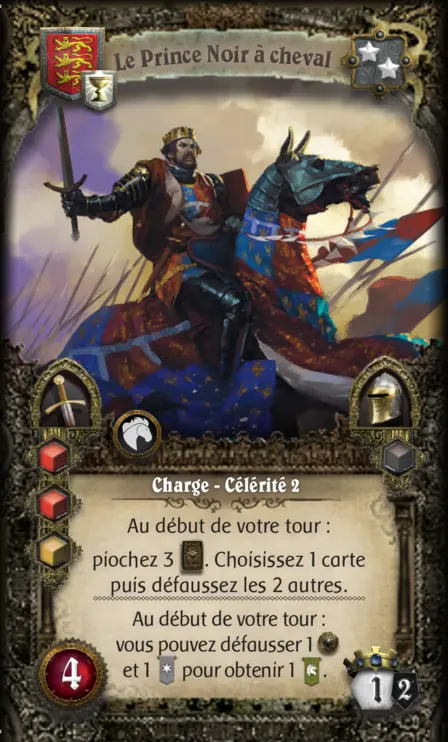 Le Prince Noir à cheval
Charge - Célérité 2
Au début de votre tour :
piochez 3 . Choisissez 1 carte
puis défaussez les 2 autres.
Au début de votre tour :
vous pouvez défausser 1
et 1 pour obtenir 1 .
4
1 2